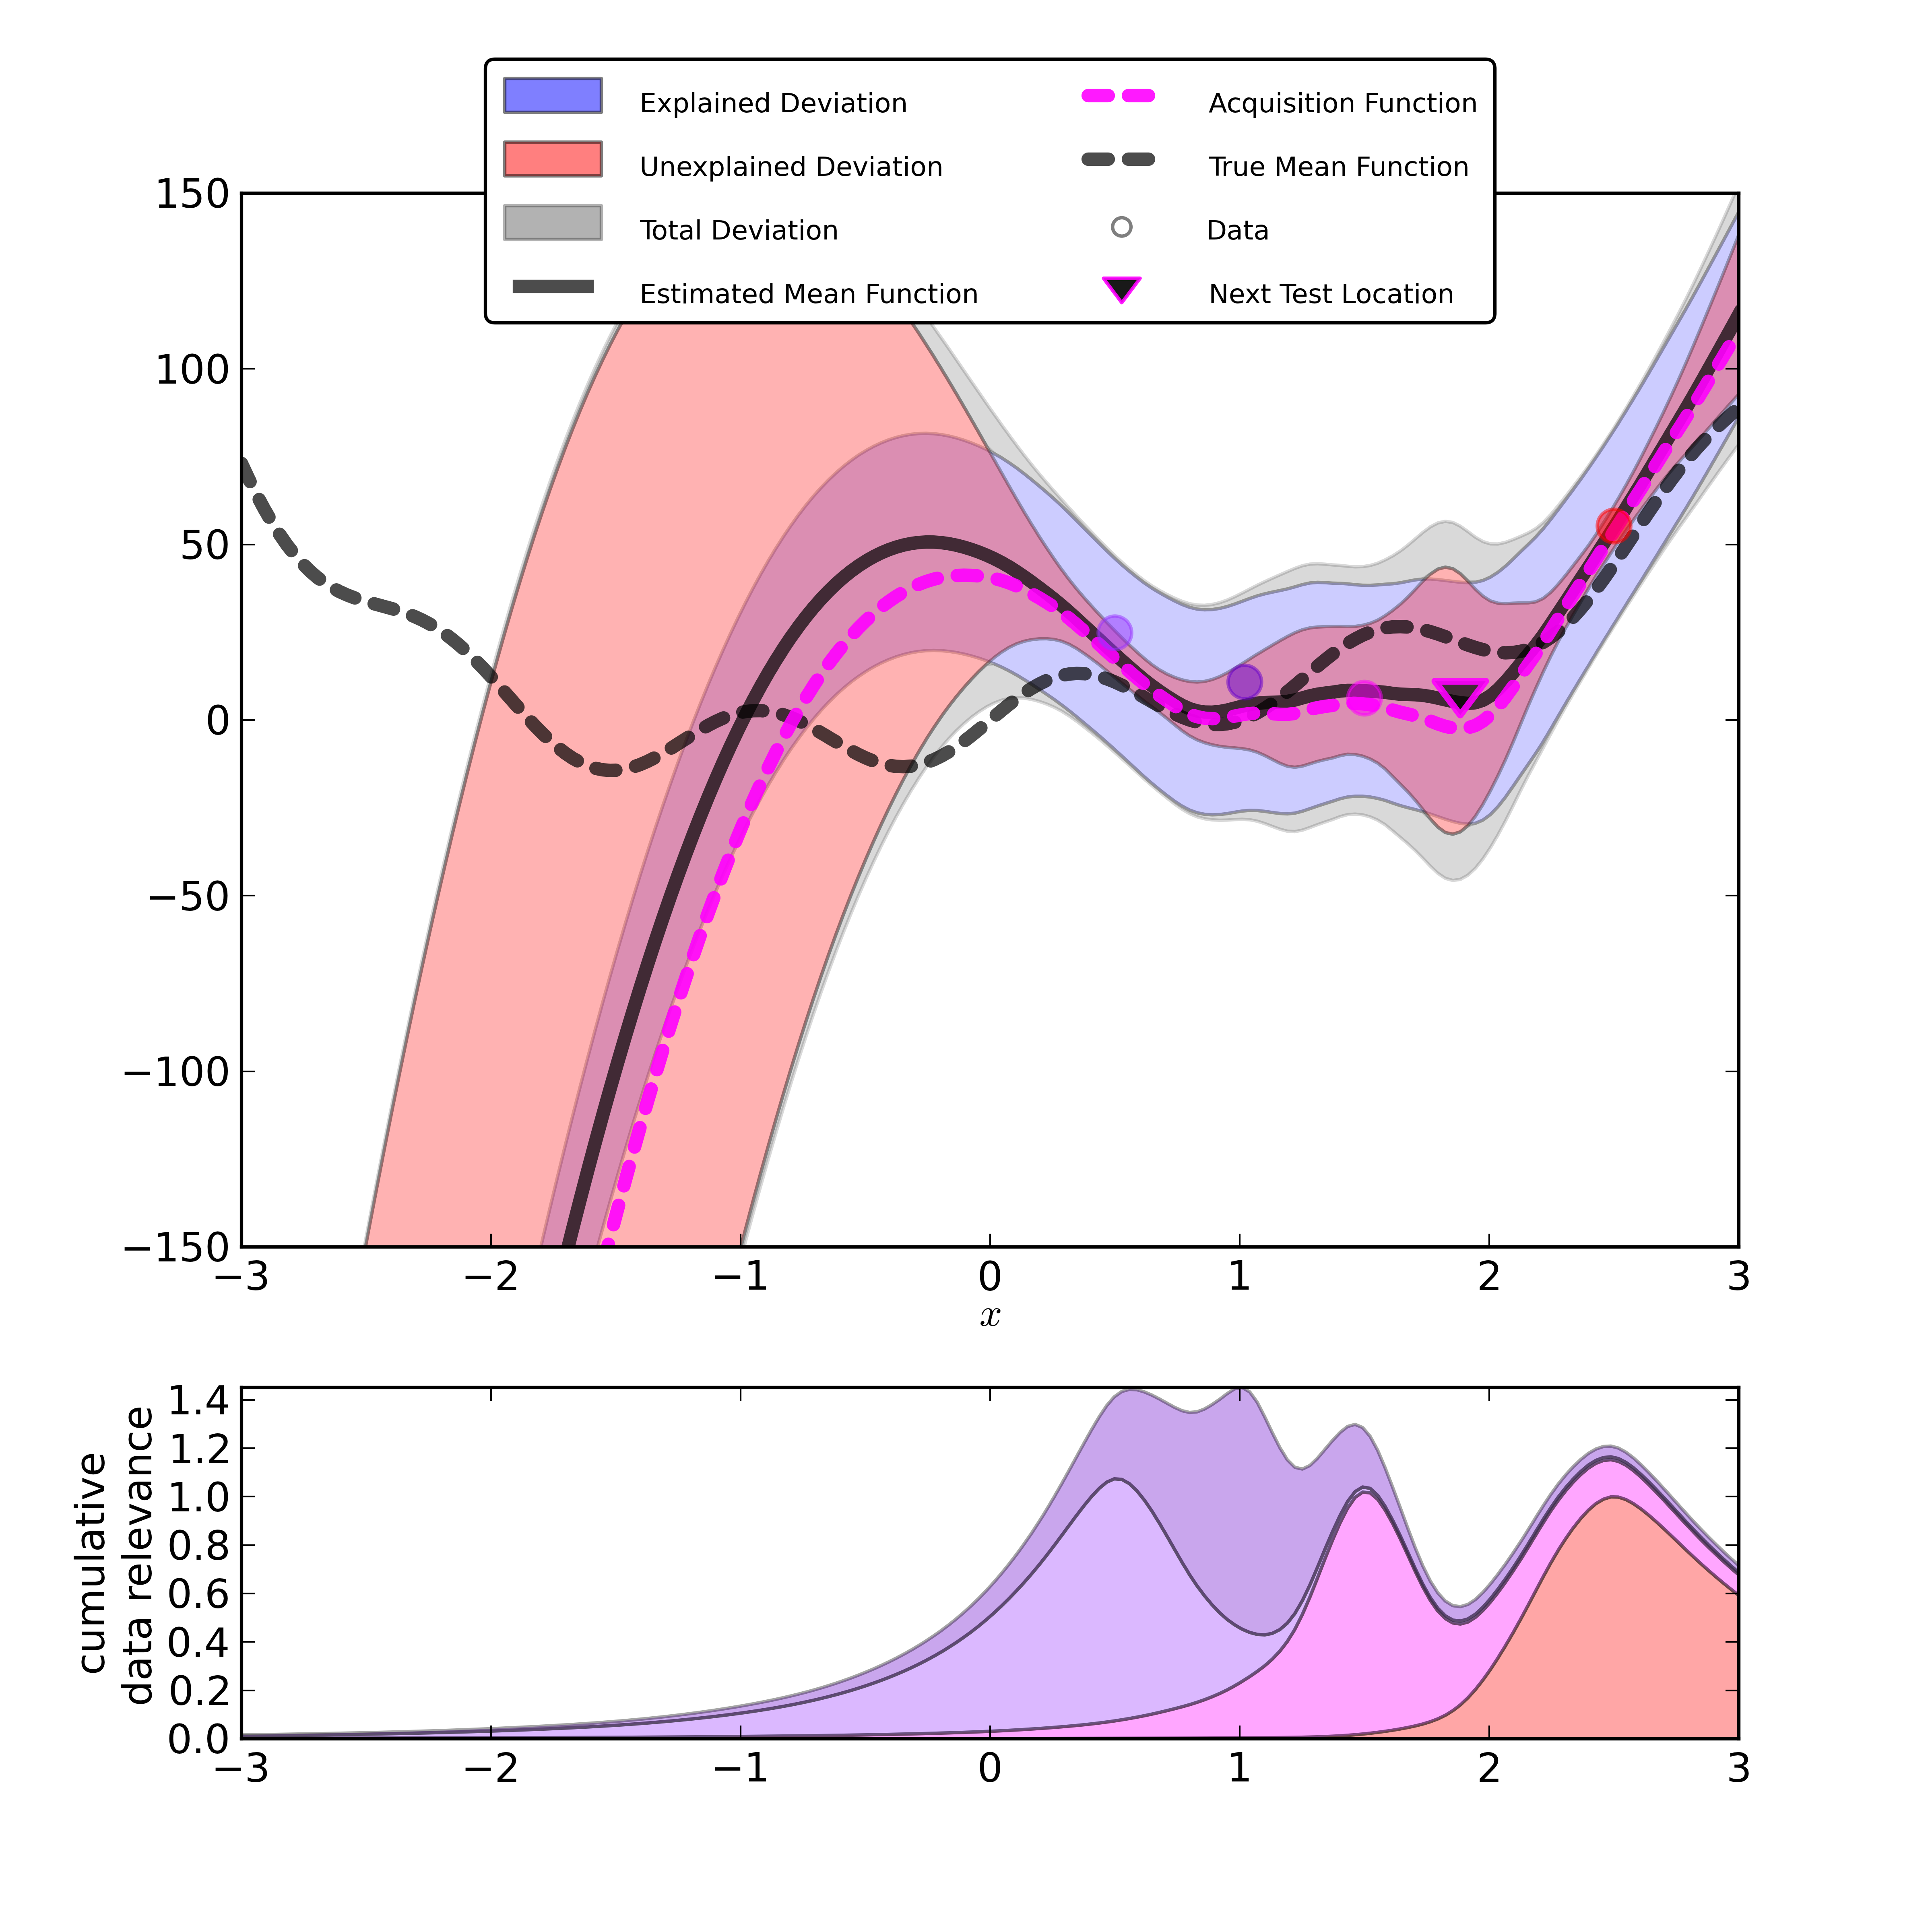 Explained Deviation
Unexplained Deviation
Total Deviation
Estimated Mean Function
Acquisition Function
True Mean Function
Data
Next Test Location
150
100
50
0
−50
−100
−150
−3 −2 −1 0 1 2 3
x
cumulative
data relevance
1.4
1.2
1.0
0.8
0.6
0.4
0.2
0.0
−3 −2 −1 0 1 2 3